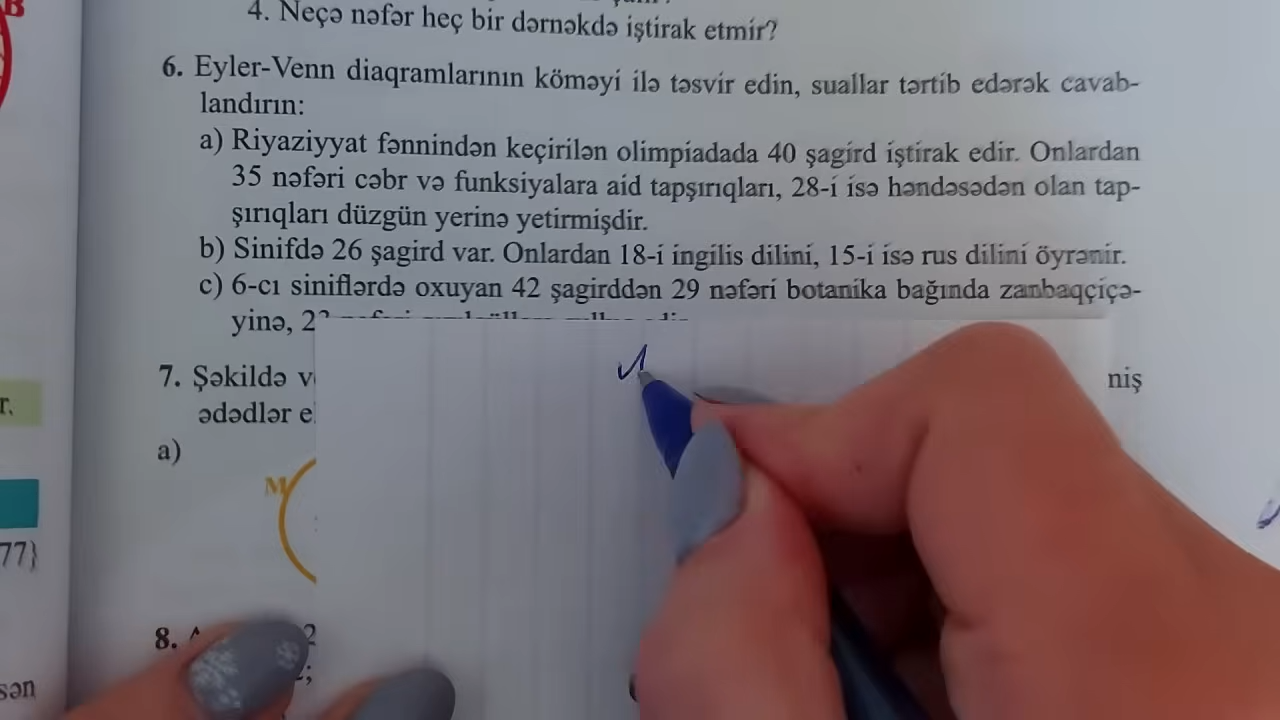 B
4. Neçə nəfər heç bir dərnəkdə iştirak etmir?
6. Eyler-Venn diaqramlarının köməyi ilə təsvir edin, suallar tərtib edərək cavab-
landırın:
a) Riyaziyyat fənnindən keçirilən olimpiadada 40 şagird iştirak edir. Onlardan
35 nəfəri cəbr və funksiyalara aid tapşırıqları, 28-i isə həndəsədən olan tap-
şırıqları düzgün yerinə yetirmişdir.
b) Sinifdə 26 şagird var. Onlardan 18-i ingilis dilini, 15-i isə rus dilini öyrənir.
c) 6-cı siniflərdə oxuyan 42 şagirddən 29 nəfəri botanika bağında zanbaqçiçə-
yinə,
7. Şəkildə niş
ədədlər
a)
M
8.
r.
77}
sən